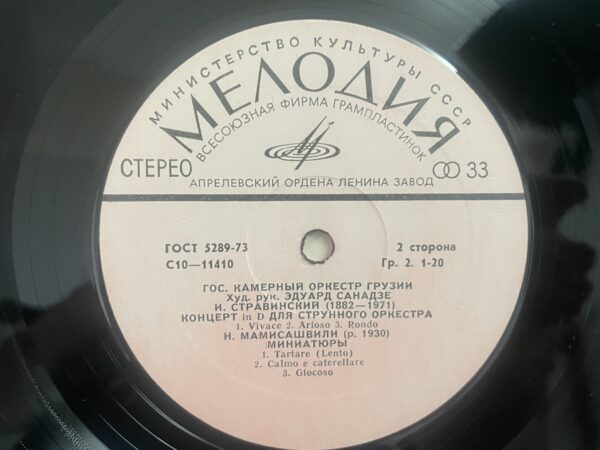 МИНИСТЕРСТВО КУЛЬТУРЫ СССР
МЕЛОДИЯ
ВСЕСОЮЗНАЯ ФИРМА ГРАМПЛАСТИНОК
СТЕРЕО 33
АПРЕЛЕВСКИЙ ОРДЕНА ЛЕНИНА ЗАВОД
ГОСТ 5289-73 2 сторона
С10—11410 Гр. 2. 1-20
ГОС. КАМЕРНЫЙ ОРКЕСТР ГРУЗИИ
Худ. рук. ЭДУАРД САНАДЗЕ
И. СТРАВИНСКИЙ (1882—1971)
КОНЦЕРТ in D ДЛЯ СТРУННОГО ОРКЕСТРА
1. Vivace 2. Arioso 3. Rondo
Н. МАМИСАШВИЛИ (р. 1930)
МИНИАТЮРЫ
1. Tartare (Lento)
2. Calmo e caterellare
3. Giocoso